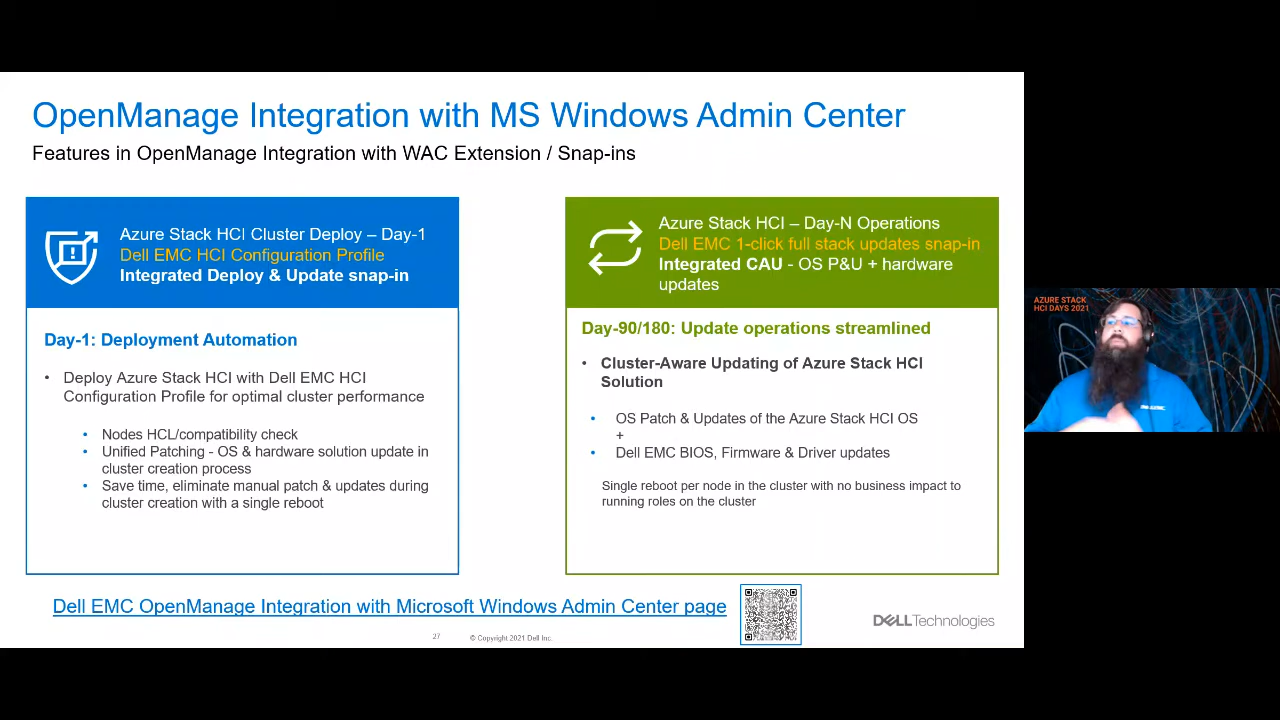 OpenManage Integration with MS Windows Admin Center
Features in OpenManage Integration with WAC Extension / Snap-ins
Azure Stack HCI Cluster Deploy – Day-1
Dell EMC HCI Configuration Profile
Integrated Deploy & Update snap-in
Day-1: Deployment Automation
• Deploy Azure Stack HCI with Dell EMC HCI
Configuration Profile for optimal cluster performance
• Nodes HCL/compatibility check
• Unified Patching - OS & hardware solution update in
cluster creation process
• Save time, eliminate manual patch & updates during
cluster creation with a single reboot
Azure Stack HCI – Day-N Operations
Dell EMC 1-click full stack updates snap-in
Integrated CAU - OS P&U + hardware
updates
Day-90/180: Update operations streamlined
• Cluster-Aware Updating of Azure Stack HCI
Solution
• OS Patch & Updates of the Azure Stack HCI OS
+
• Dell EMC BIOS, Firmware & Driver updates
Single reboot per node in the cluster with no business impact to
running roles on the cluster
Dell EMC OpenManage Integration with Microsoft Windows Admin Center page
27
© Copyright 2021 Dell Inc.
DELL Technologies
AZURE STACK
HCI DAYS 2021